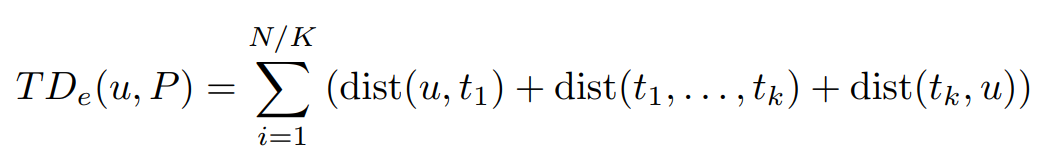 $TD_e(u, P) = \sum_{i=1}^{N/K} (\text{dist}(u, t_1) + \text{dist}(t_1, \ldots, t_k) + \text{dist}(t_k, u))$